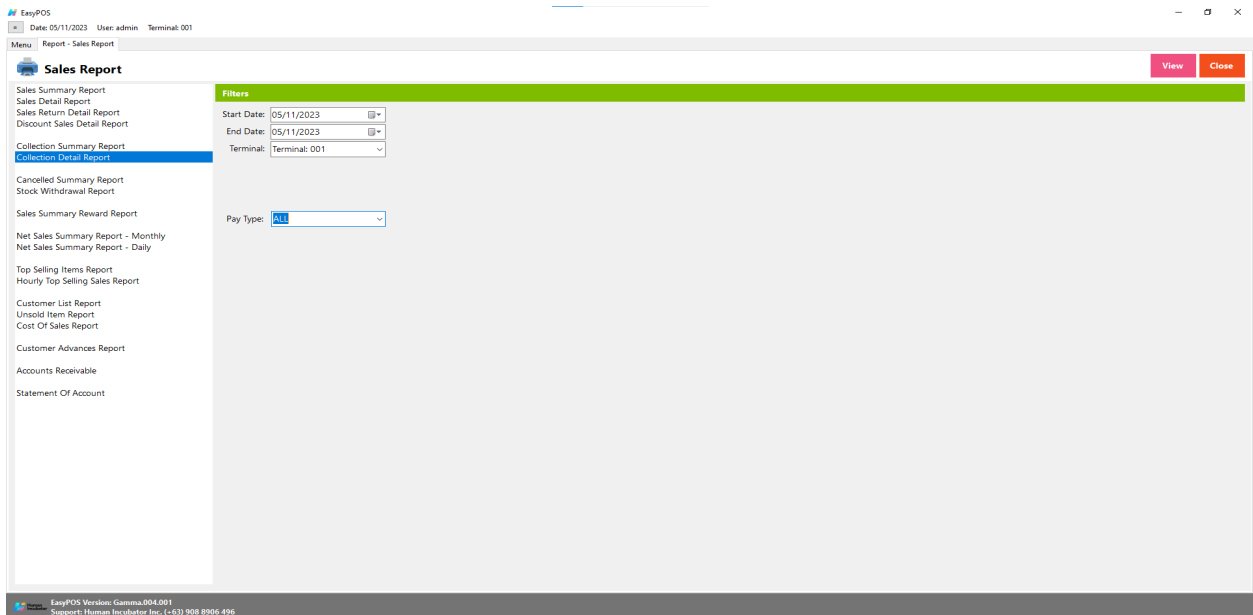 EasyPOS
Date: 05/11/2023 User: admin Terminal: 001
Menu Report - Sales Report
Sales Report
View Close
Sales Summary Report
Sales Detail Report
Sales Return Detail Report
Discount Sales Detail Report
Collection Summary Report
Collection Detail Report
Cancelled Summary Report
Stock Withdrawal Report
Sales Summary Reward Report
Net Sales Summary Report - Monthly
Net Sales Summary Report - Daily
Top Selling Items Report
Hourly Top Selling Sales Report
Customer List Report
Unsold Item Report
Cost Of Sales Report
Customer Advances Report
Accounts Receivable
Statement Of Account
Filters
Start Date: 05/11/2023
End Date: 05/11/2023
Terminal: Terminal: 001
Pay Type: ALL
Human
Incubator
EasyPOS Version: Gamma.004.001
Support: Human Incubator Inc. (+63) 908 8906 496